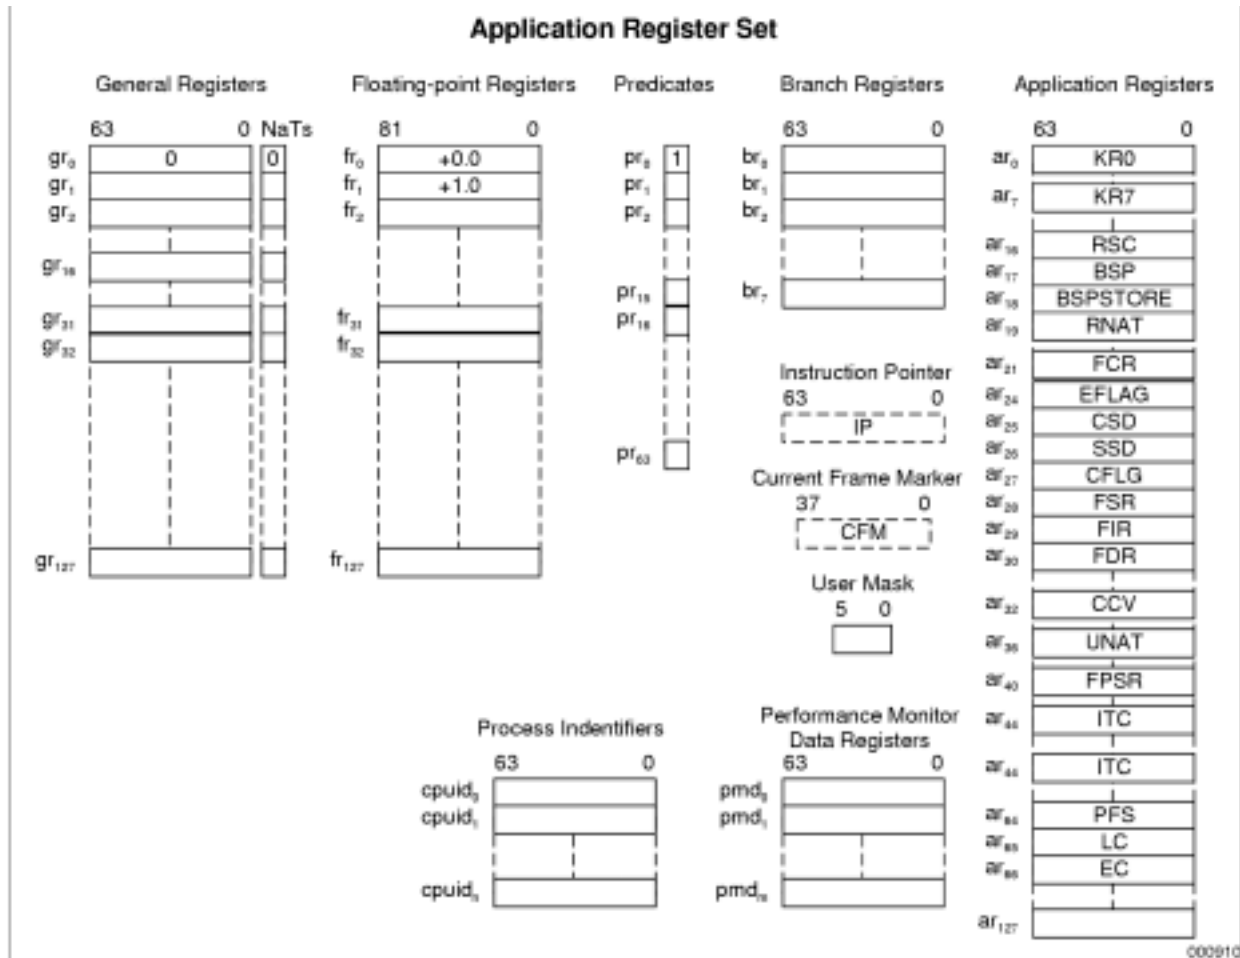 Application Register Set
General Registers
63 0 NaTs
gr0 0 0
gr1
gr2
gr16
gr31
gr32
gr127
Floating-point Registers
81 0
fr0 +0.0
fr1 +1.0
fr2
fr31
fr32
fr127
Predicates
pr0 1
pr1
pr2
pr15
pr16
pr63
Branch Registers
63 0
br0
br1
br2
br7
Instruction Pointer
63 0
IP
Current Frame Marker
37 0
CFM
User Mask
5 0
Process Indentifiers
63 0
cpuid0
cpuid1
cpuidn
Performance Monitor
Data Registers
63 0
pmd0
pmd1
pmdm
Application Registers
63 0
ar0 KR0
ar7 KR7
ar16 RSC
ar17 BSP
ar18 BSPSTORE
ar19 RNAT
ar21 FCR
ar24 EFLAG
ar25 CSD
ar26 SSD
ar27 CFLG
ar28 FSR
ar29 FIR
ar30 FDR
ar32 CCV
ar36 UNAT
ar40 FPSR
ar44 ITC
ar44 ITC
ar64 PFS
ar65 LC
ar66 EC
ar127
000910